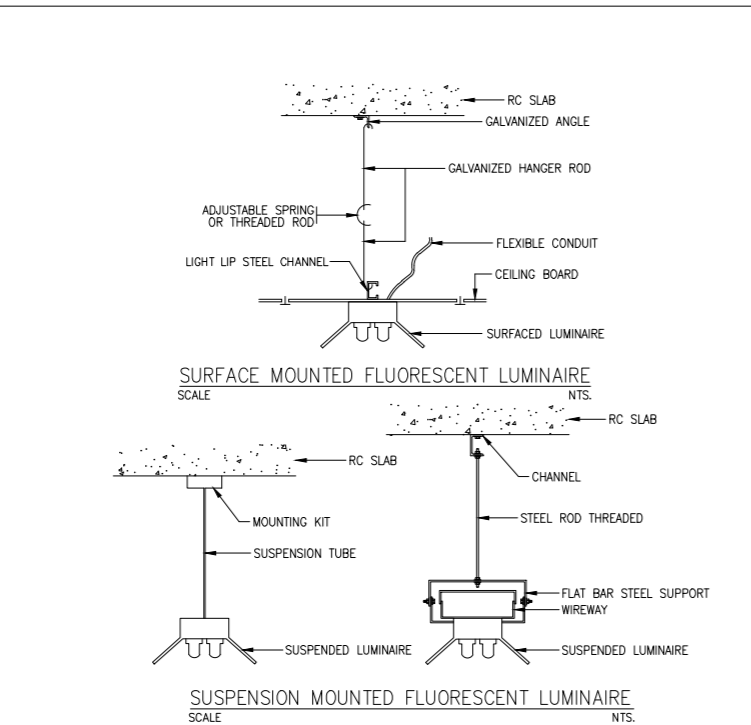 RC SLAB
GALVANIZED ANGLE
GALVANIZED HANGER ROD
ADJUSTABLE SPRING
OR THREADED ROD
FLEXIBLE CONDUIT
LIGHT LIP STEEL CHANNEL
CEILING BOARD
SURFACED LUMINAIRE
SURFACE MOUNTED FLUORESCENT LUMINAIRE
SCALE NTS.
RC SLAB
MOUNTING KIT
SUSPENSION TUBE
SUSPENDED LUMINAIRE
RC SLAB
CHANNEL
STEEL ROD THREADED
FLAT BAR STEEL SUPPORT
WIREWAY
SUSPENDED LUMINAIRE
SUSPENSION MOUNTED FLUORESCENT LUMINAIRE
SCALE NTS.